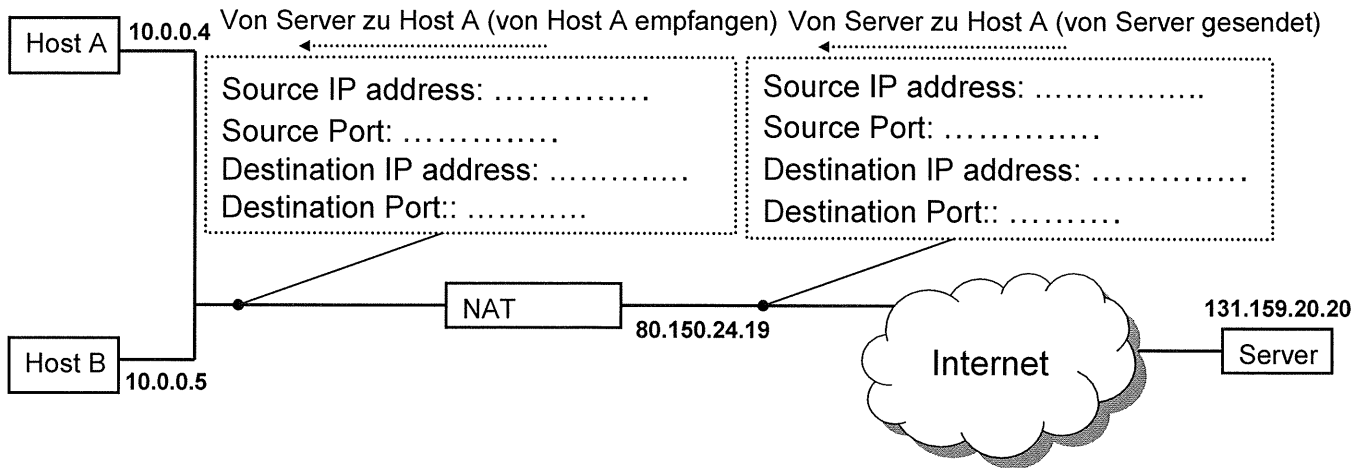 Host A
10.0.0.4
Von Server zu Host A (von Host A empfangen)
Source IP address: ……………
Source Port: …………..…
Destination IP address: …………..…
Destination Port:: …………
Von Server zu Host A (von Server gesendet)
Source IP address: ……………..
Source Port: …………..…
Destination IP address: ……………
Destination Port:: ……….
NAT
80.150.24.19
Internet
131.159.20.20
Server
Host B
10.0.0.5